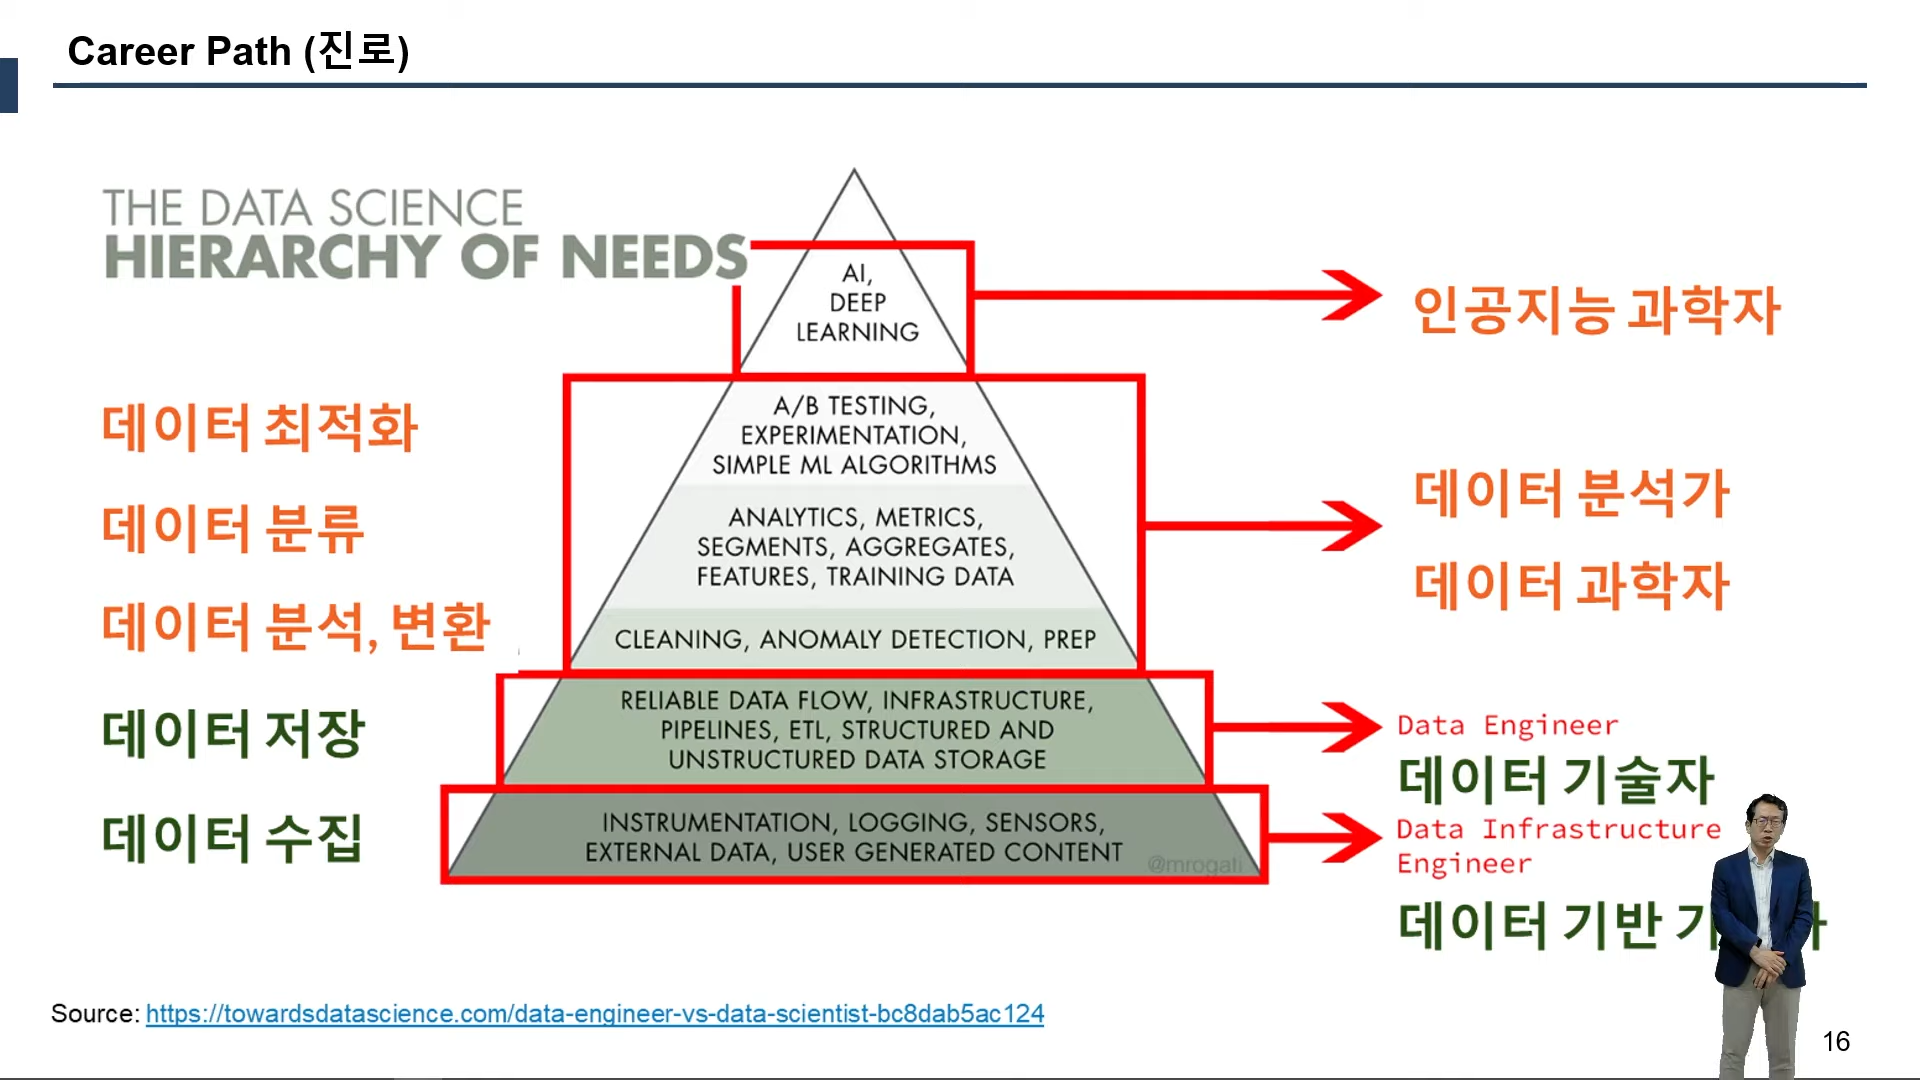 Career Path (진로)
THE DATA SCIENCE
HIERARCHY OF NEEDS
AI,
DEEP
LEARNING
인공지능 과학자
데이터 최적화
A/B TESTING,
EXPERIMENTATION,
SIMPLE ML ALGORITHMS
데이터 분류
ANALYTICS, METRICS,
SEGMENTS, AGGREGATES,
FEATURES, TRAINING DATA
데이터 분석가
데이터 과학자
데이터 분석, 변환
CLEANING, ANOMALY DETECTION, PREP
데이터 저장
RELIABLE DATA FLOW, INFRASTRUCTURE,
PIPELINES, ETL, STRUCTURED AND
UNSTRUCTURED DATA STORAGE
Data Engineer
데이터 기술자
데이터 수집
INSTRUMENTATION, LOGGING, SENSORS,
EXTERNAL DATA, USER GENERATED CONTENT
@mrogati
Data Infrastructure
Engineer
데이터 기반
Source: https://towardsdatascience.com/data-engineer-vs-data-scientist-bc8dab5ac124
16